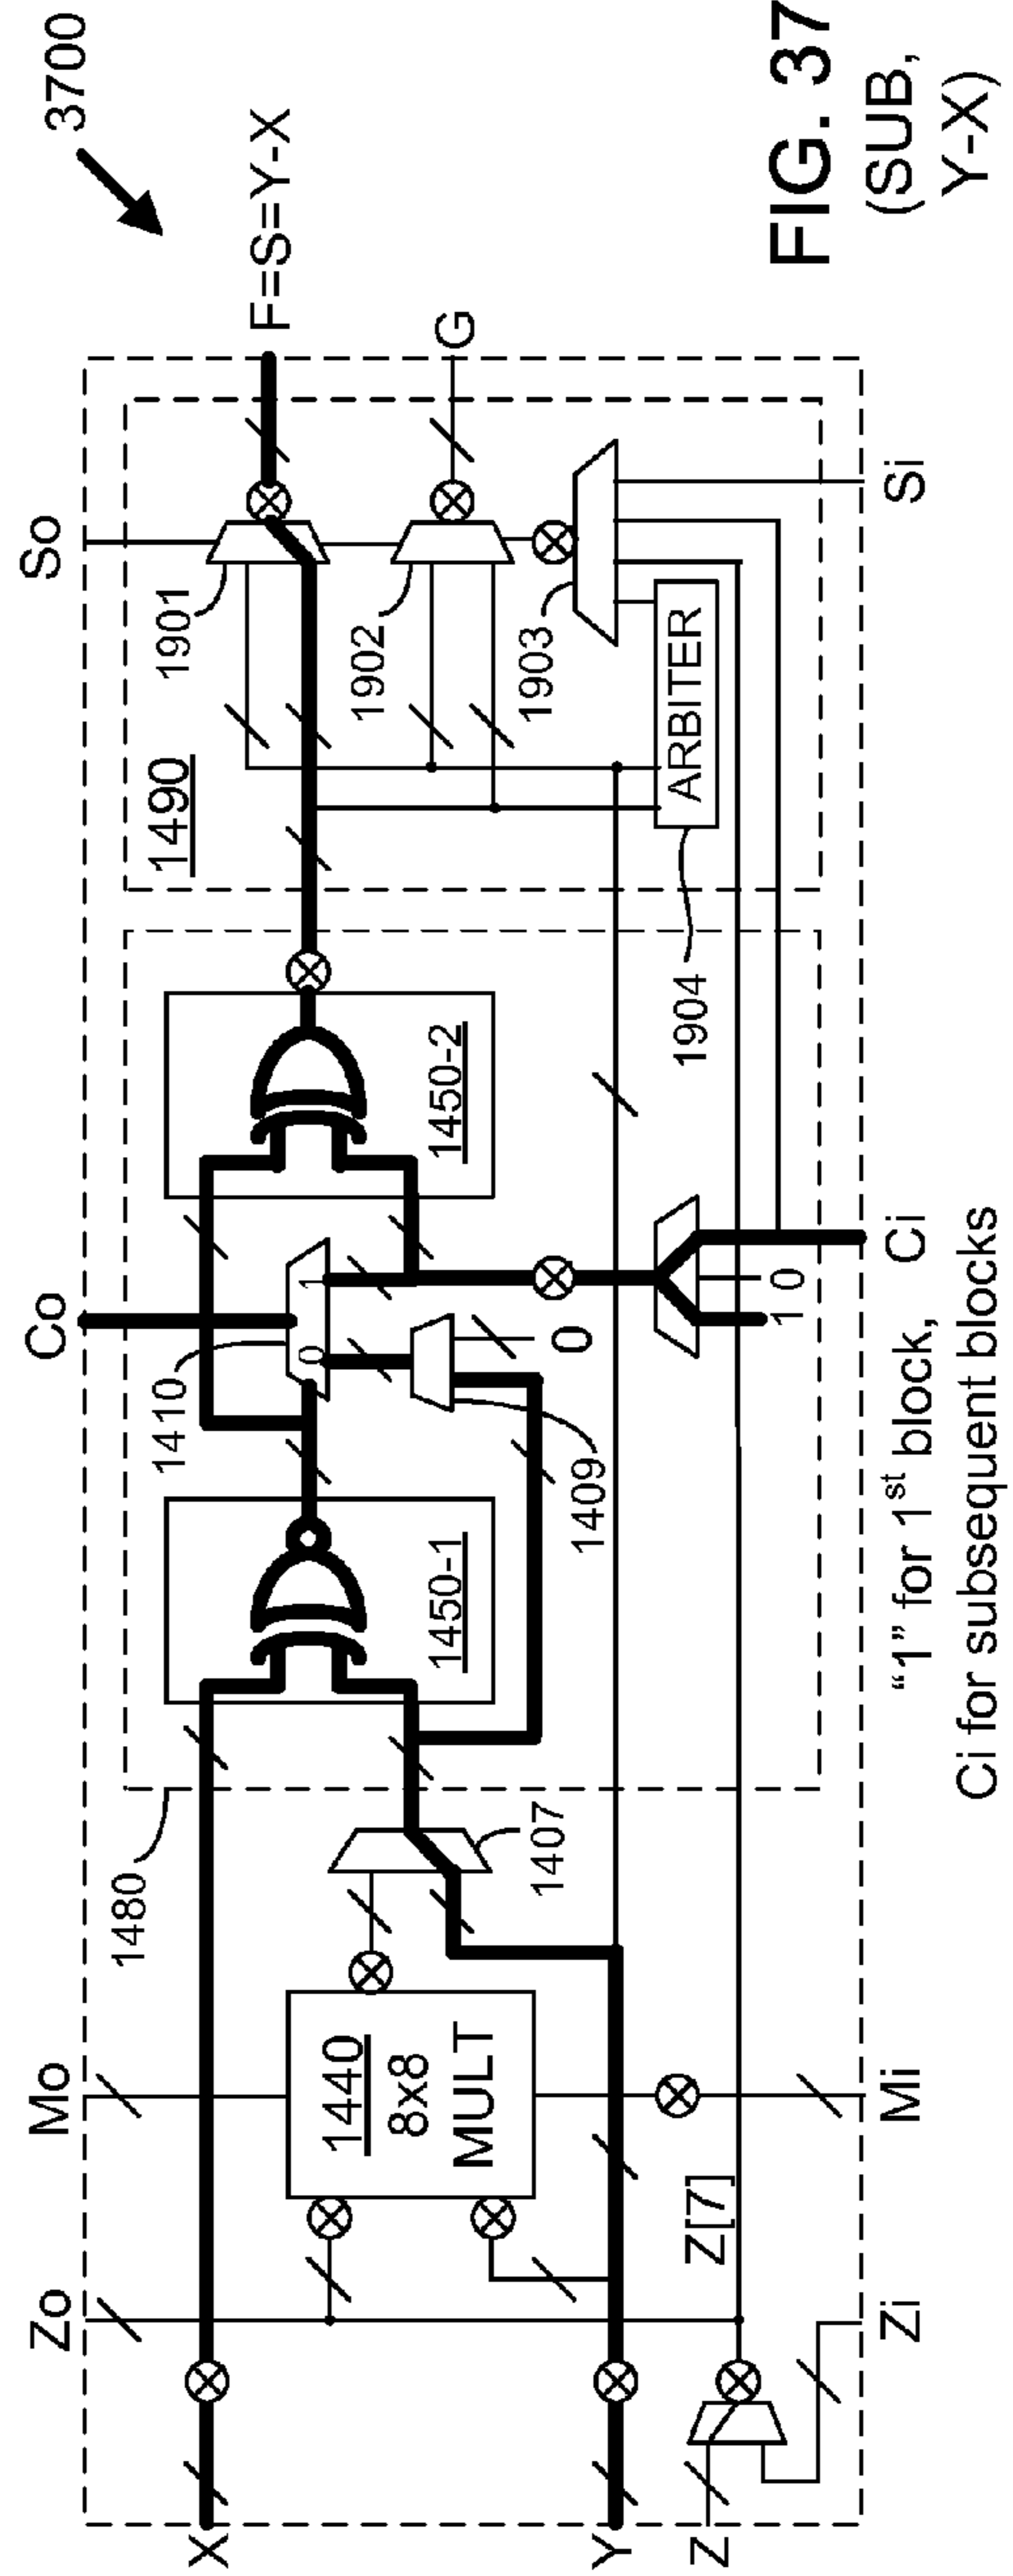 3700
So
Co
Mo
Zo
F=S=Y-X
1901
1490
1410
1480
G
1902
1450-2
1450-1
1440
8x8
MULT
1903
0
1
1409
1407
0
ARBITER
1904
Z[7]
1
0
X
Y
Z
Si
Ci
Mi
Zi
“1” for 1st block,
Ci for subsequent blocks
FIG. 37
(SUB,
Y-X)